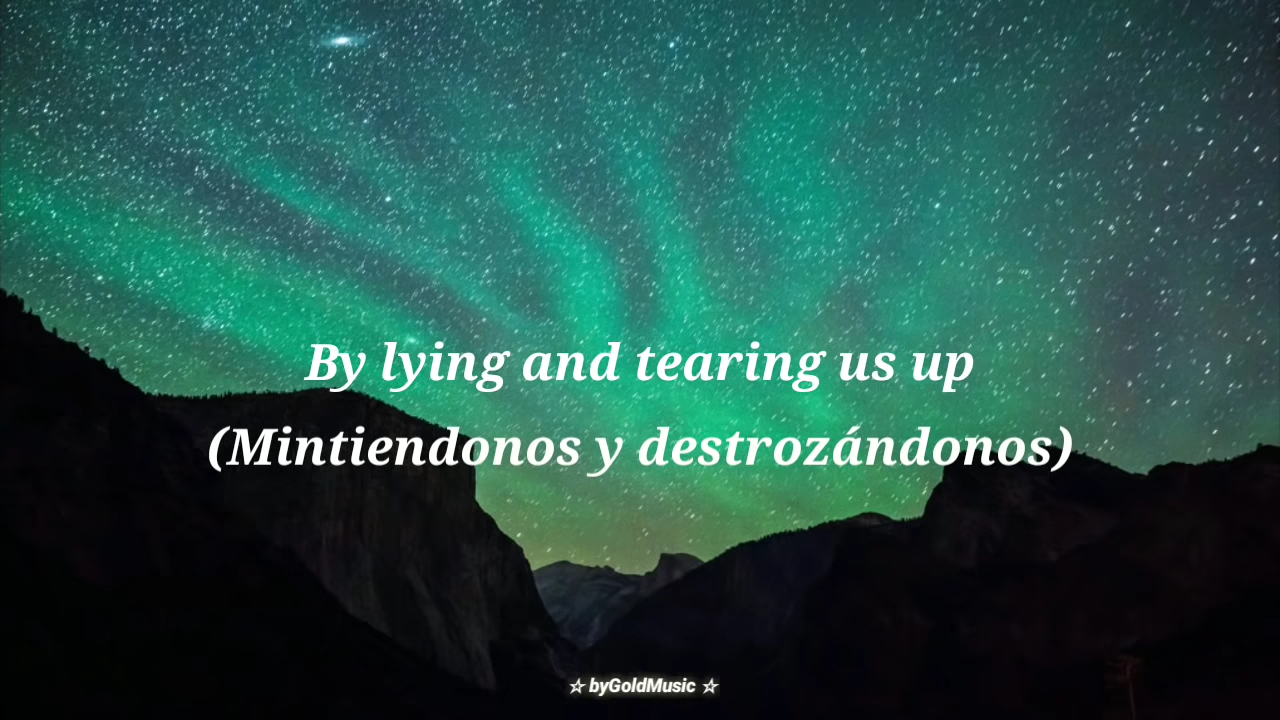 By lying and tearing us up
(Mintiendonos y destrozándonos)
☆ byGoldMusic ☆